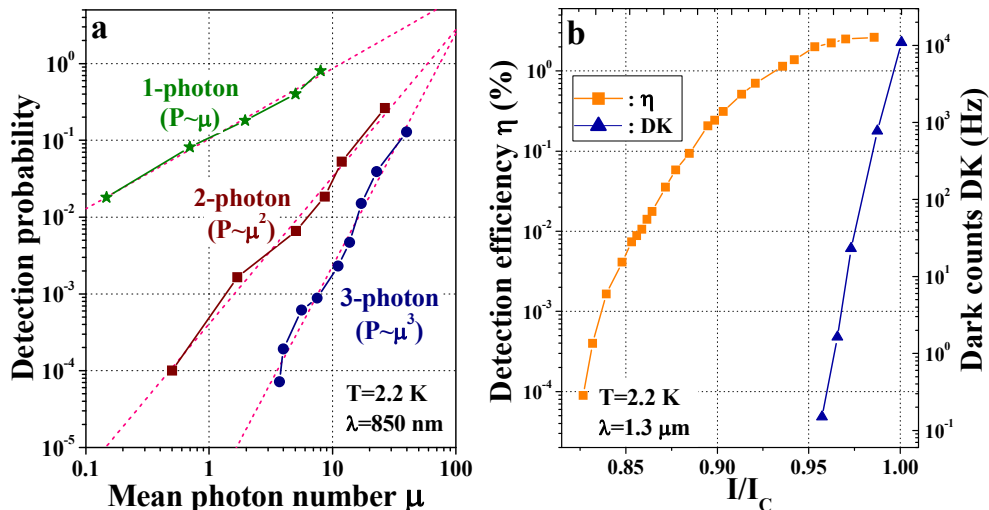 a
1-photon
(P~μ)
2-photon
(P~μ²)
3-photon
(P~μ³)
T=2.2 K
λ=850 nm
Detection probability
10⁰
10⁻¹
10⁻²
10⁻³
10⁻⁴
10⁻⁵
0.1 1 10 100
Mean photon number μ
b
: η
: DK
T=2.2 K
λ=1.3 μm
Detection efficiency η (%)
10⁰
10⁻¹
10⁻²
10⁻³
10⁻⁴
Dark counts DK (Hz)
10⁴
10³
10²
10¹
10⁰
10⁻¹
0.85 0.90 0.95 1.00
I/I_C